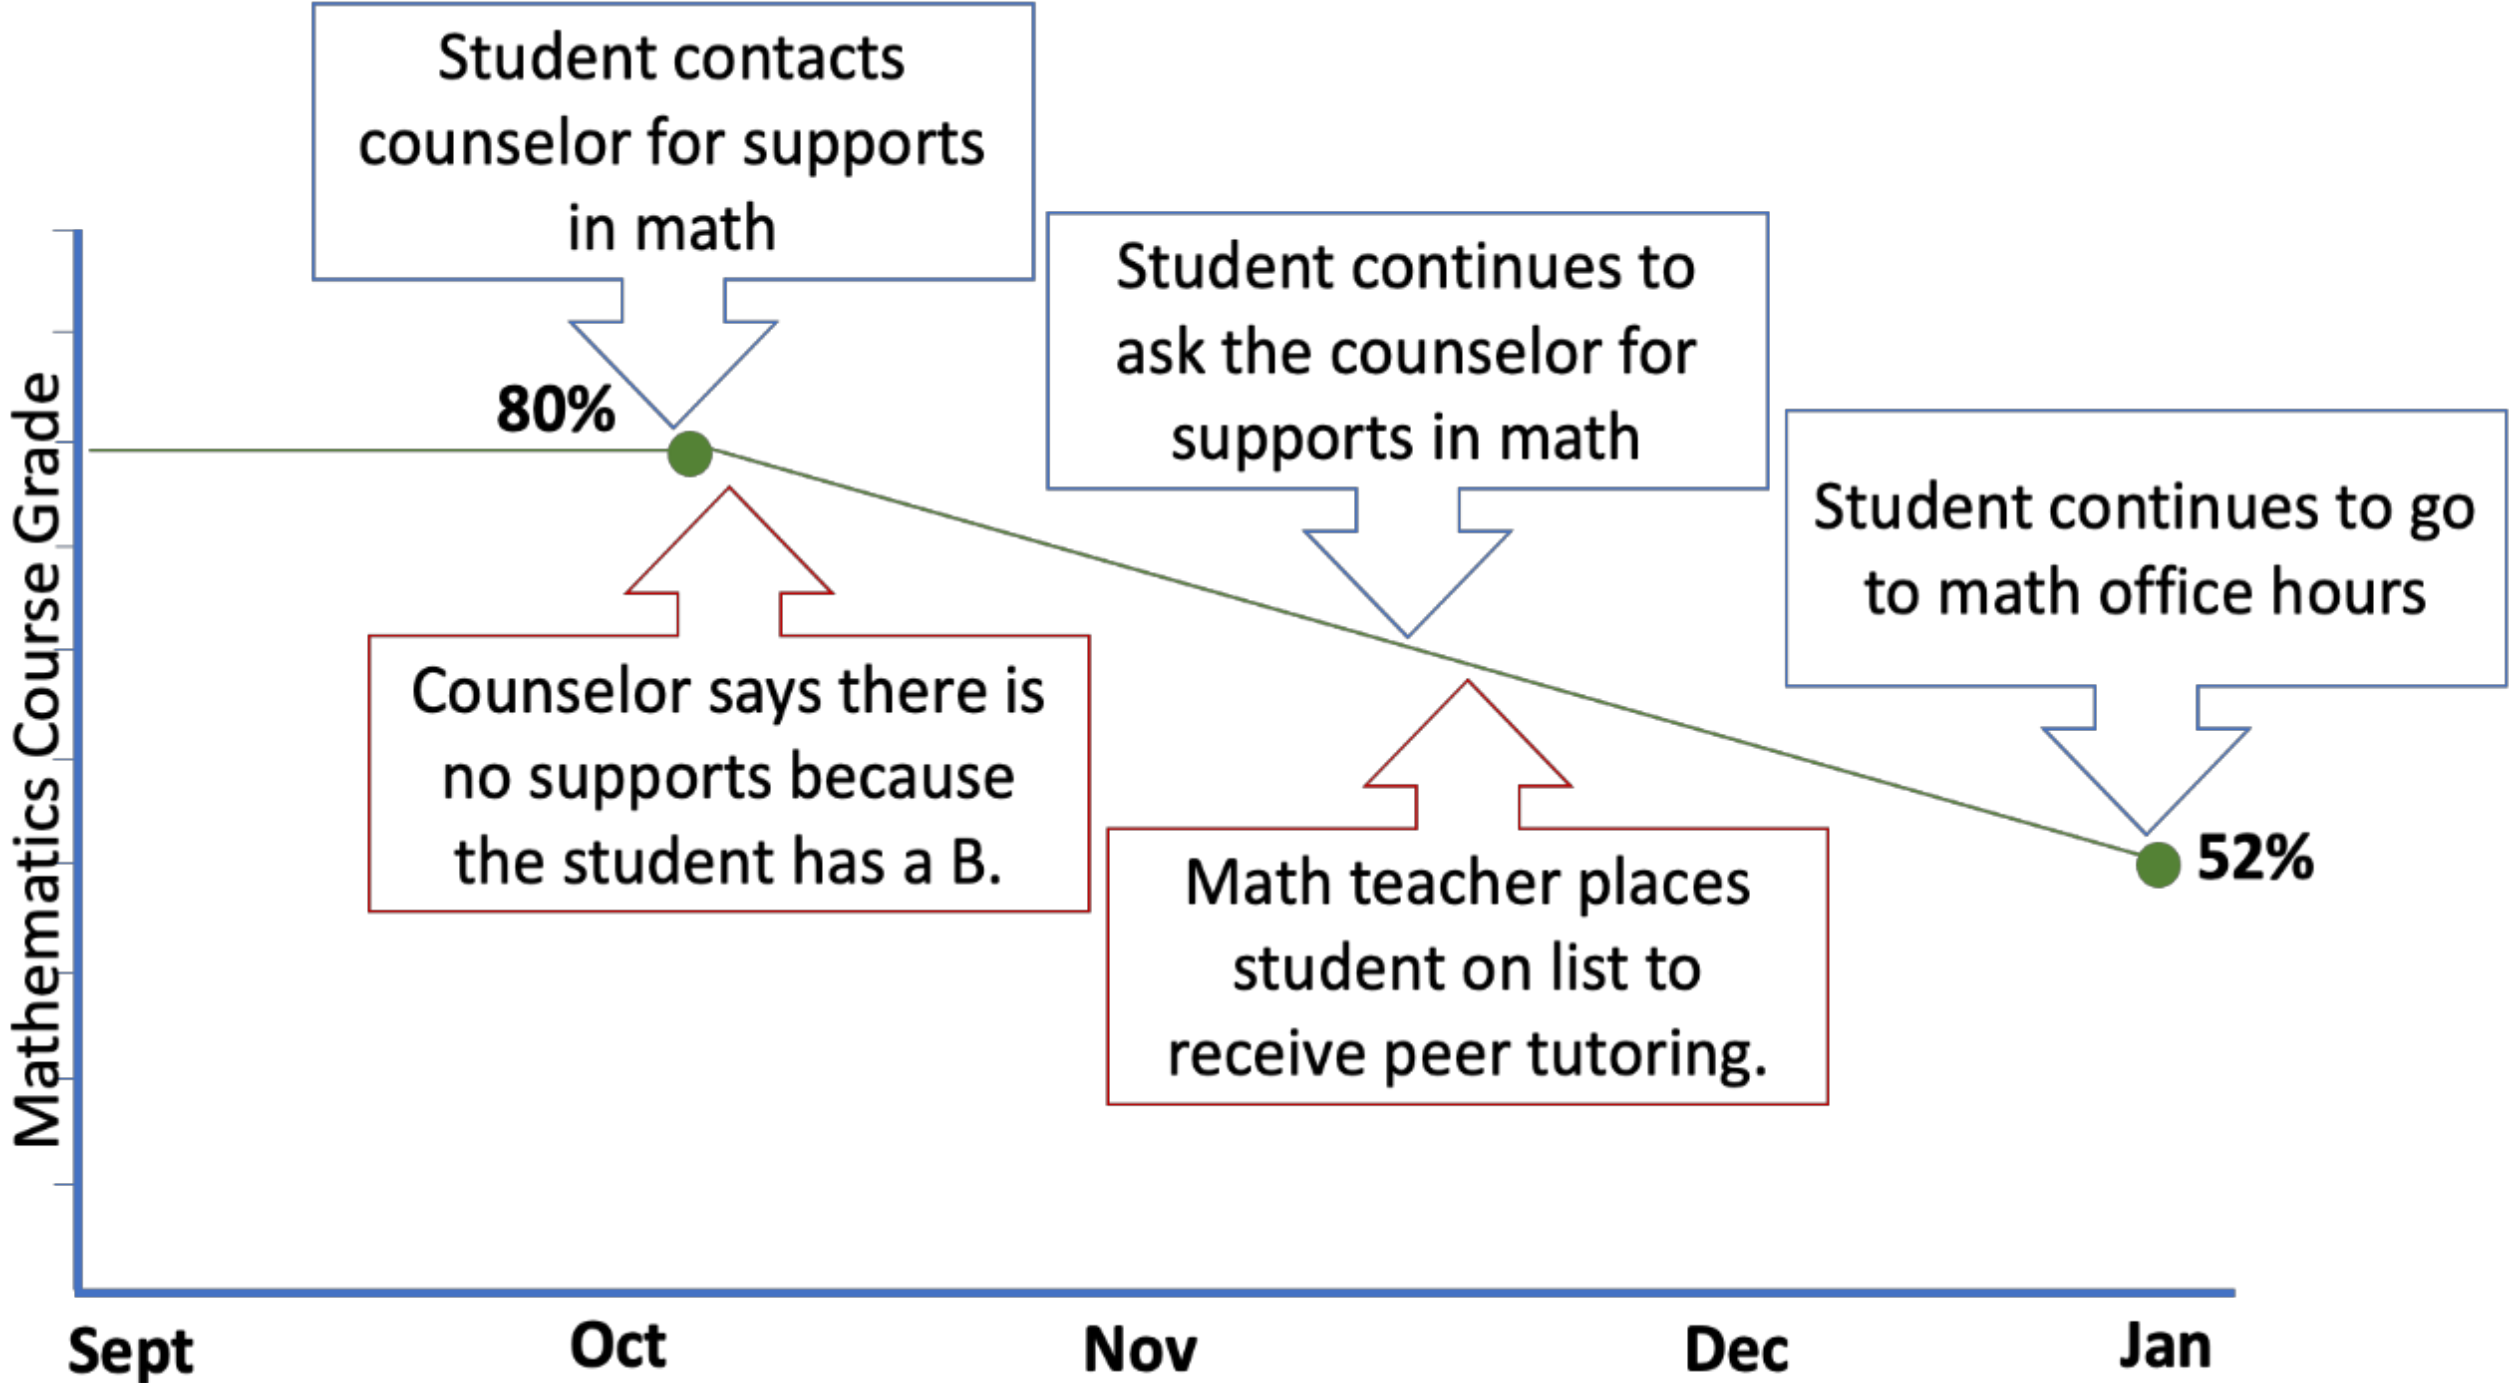 Student contacts
counselor for supports
in math
Student continues to
ask the counselor for
supports in math
Student continues to go
to math office hours
80%
Counselor says there is
no supports because
the student has a B.
Math teacher places
student on list to
receive peer tutoring.
52%
Mathematics Course Grade
Sept
Oct
Nov
Dec
Jan